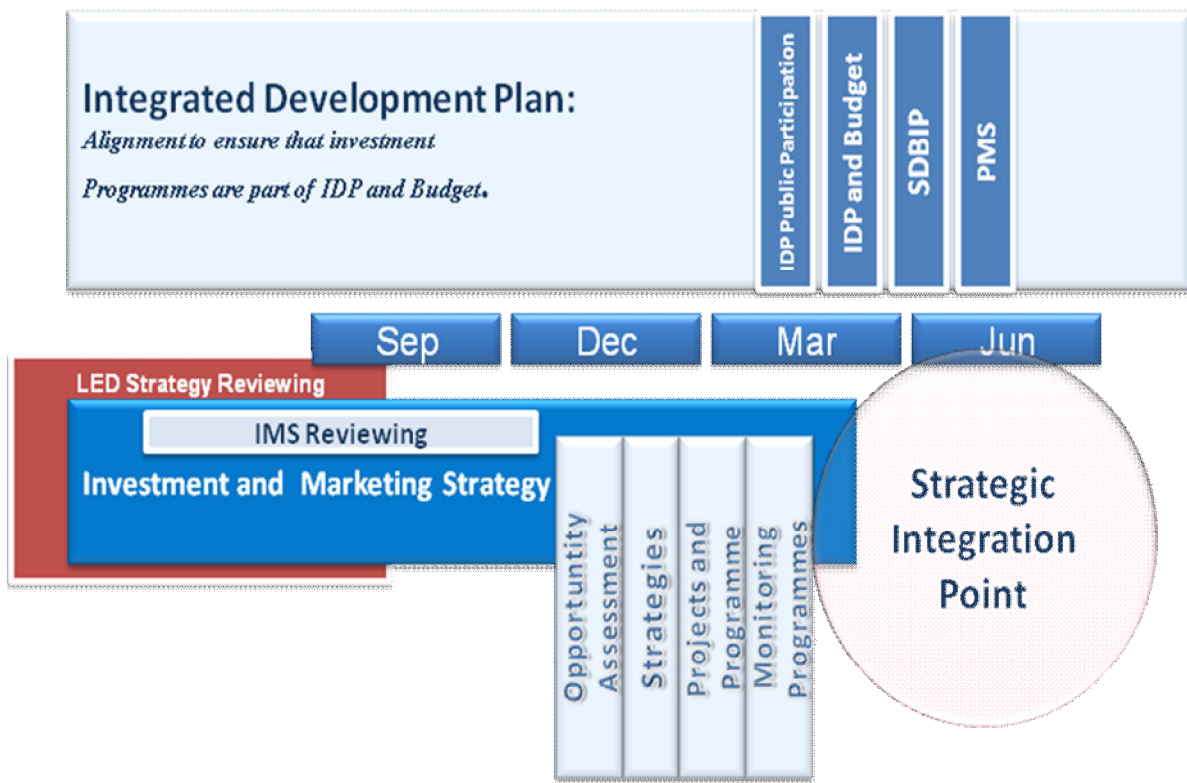 Integrated Development Plan:
Alignment to ensure that investment
Programmes are part of IDP and Budget.
IDP Public Participation
IDP and Budget
SDBIP
PMS
Sep
Dec
Mar
Jun
LED Strategy Reviewing
IMS Reviewing
Investment and Marketing Strategy
Opportuntity
Assessment
Strategies
Projects and
Programme
Monitoring
Programmes
Strategic
Integration
Point